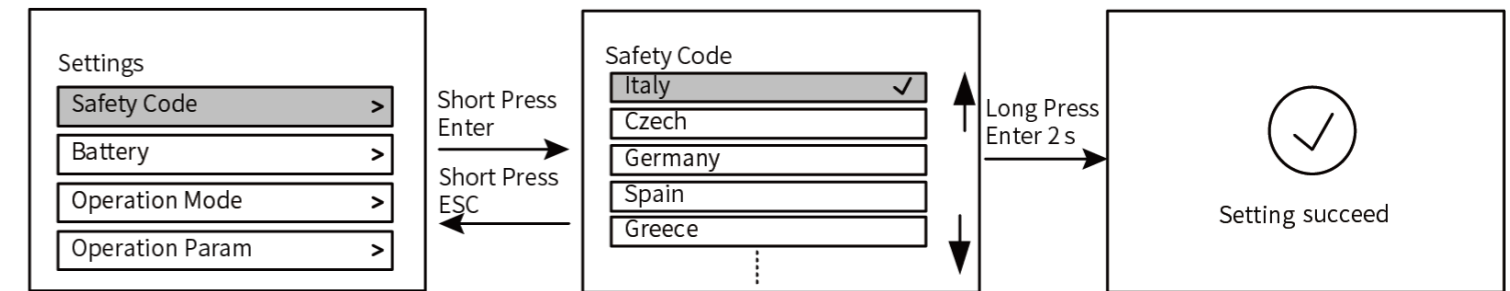 Settings
Safety Code >
Battery >
Operation Mode >
Operation Param >
Short Press
Enter
Short Press
ESC
Safety Code
Italy ✓
Czech
Germany
Spain
Greece
Long Press
Enter 2 s
Setting succeed